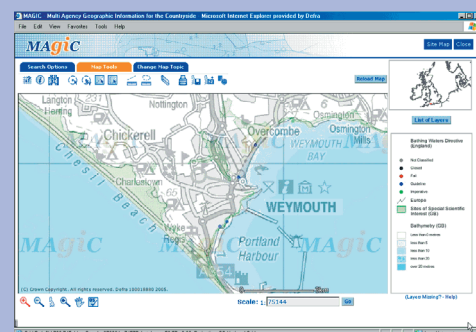 MAGIC Multi Agency Geographic Information for the Countryside Microsoft Internet Explorer provided by Defra
File Edit View Favorites Tools Help
MAgiC
Site Map
Close
Search Options
Map Tools
Change Map Topic
Reload Map
Langton
Herring
Nottington
Osmington
Osmington
Mills
Chickerell
Overcombe
WEYMOUTH
BAY
Chesil Beach
Charlestown
66
WEYMOUTH
MAgiC
MAgiC
Wyke
Regis
Portland
Harbour
A354
(C) Crown Copyright. All rights reserved. Defra 100018880 2005.
List of Layers
Bathing Waters Directive
(England)
Not Classified
Closed
Fail
Guideline
Imperative
Europe
Sites of Special Scientific
Interest (GB)
Bathymetry (GB)
(Layers Missing? - Help)
Scale: 1: 75144
GO